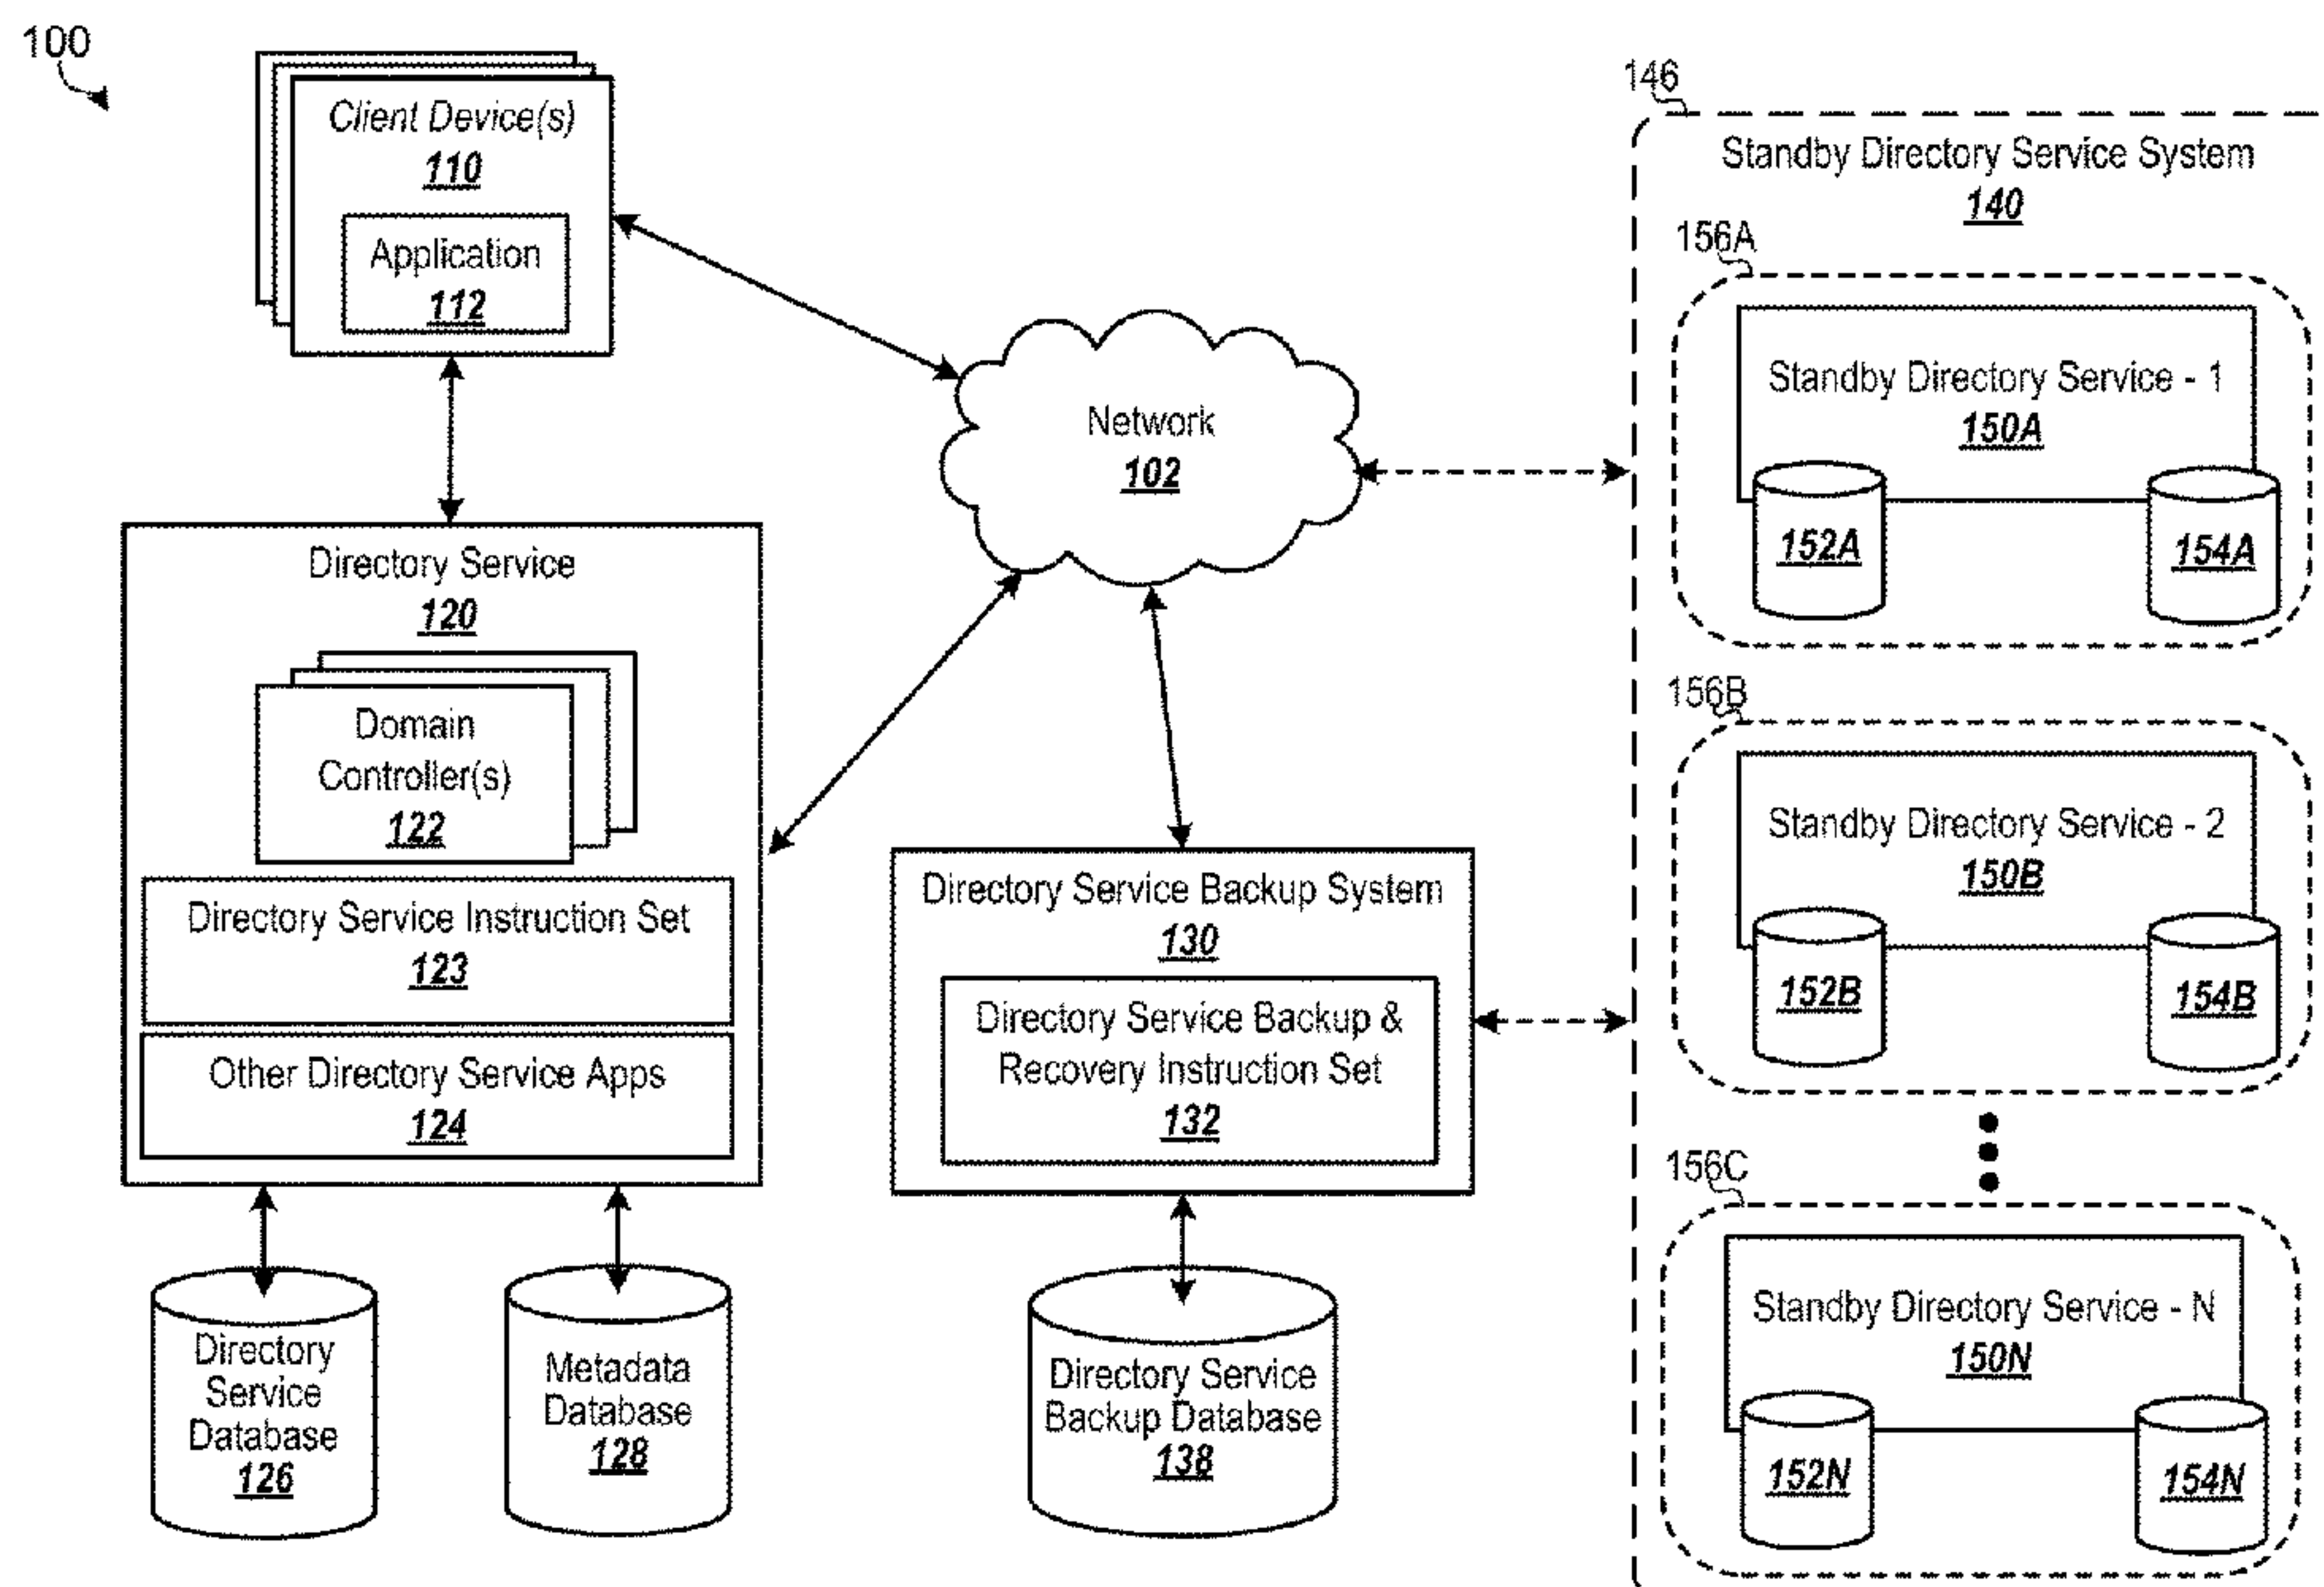 100
Client Device(s)
110
Application
112
Network
102
Directory Service
120
Domain
Controller(s)
122
Directory Service Instruction Set
123
Other Directory Service Apps
124
Directory
Service
Database
126
Metadata
Database
128
Directory Service Backup System
130
Directory Service Backup &
Recovery Instruction Set
132
Directory Service
Backup Database
138
146
Standby Directory Service System
140
156A
Standby Directory Service - 1
150A
152A
154A
156B
Standby Directory Service - 2
150B
152B
154B
156C
Standby Directory Service - N
150N
152N
154N